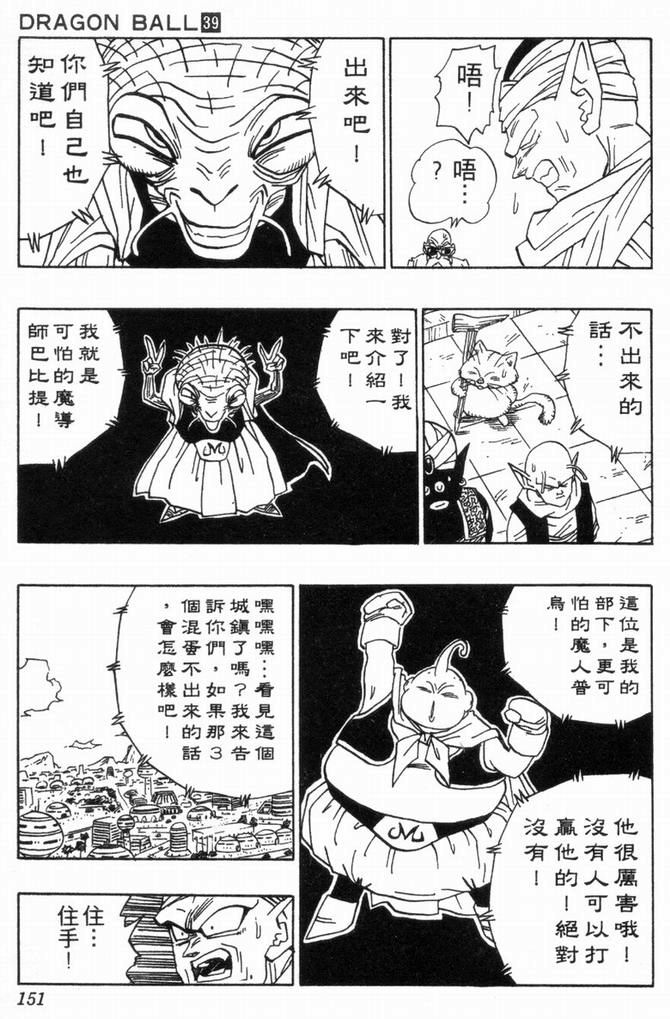 DRAGON BALL 39
唔！
唔…
？
出來吧！
你們自己也
知道吧！
不出來的
話…
對了！我
來介紹一
下吧！
我就是
可怕的魔導
師巴比提！
這位是我的
部下，更可
怕的魔人普
烏！
他很厲害哦！
沒有人可以打
贏他的！絕對
沒有！
嘿嘿嘿…看見這個
城鎮了嗎？我來告
訴你們，如果那3
個混蛋不出來的話
，會怎麼樣吧！
住…
住手！
151